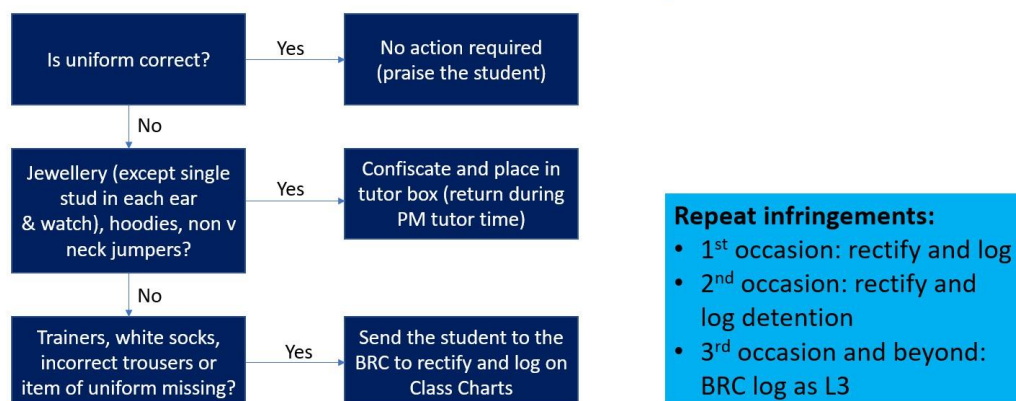 Is uniform correct?
Yes
No action required
(praise the student)
No
Jewellery (except single
stud in each ear
& watch), hoodies, non v
neck jumpers?
Yes
Confiscate and place in
tutor box (return during
PM tutor time)
No
Trainers, white socks,
incorrect trousers or
item of uniform missing?
Yes
Send the student to the
BRC to rectify and log on
Class Charts
Repeat infringements:
• 1st occasion: rectify and log
• 2nd occasion: rectify and
log detention
• 3rd occasion and beyond:
BRC log as L3